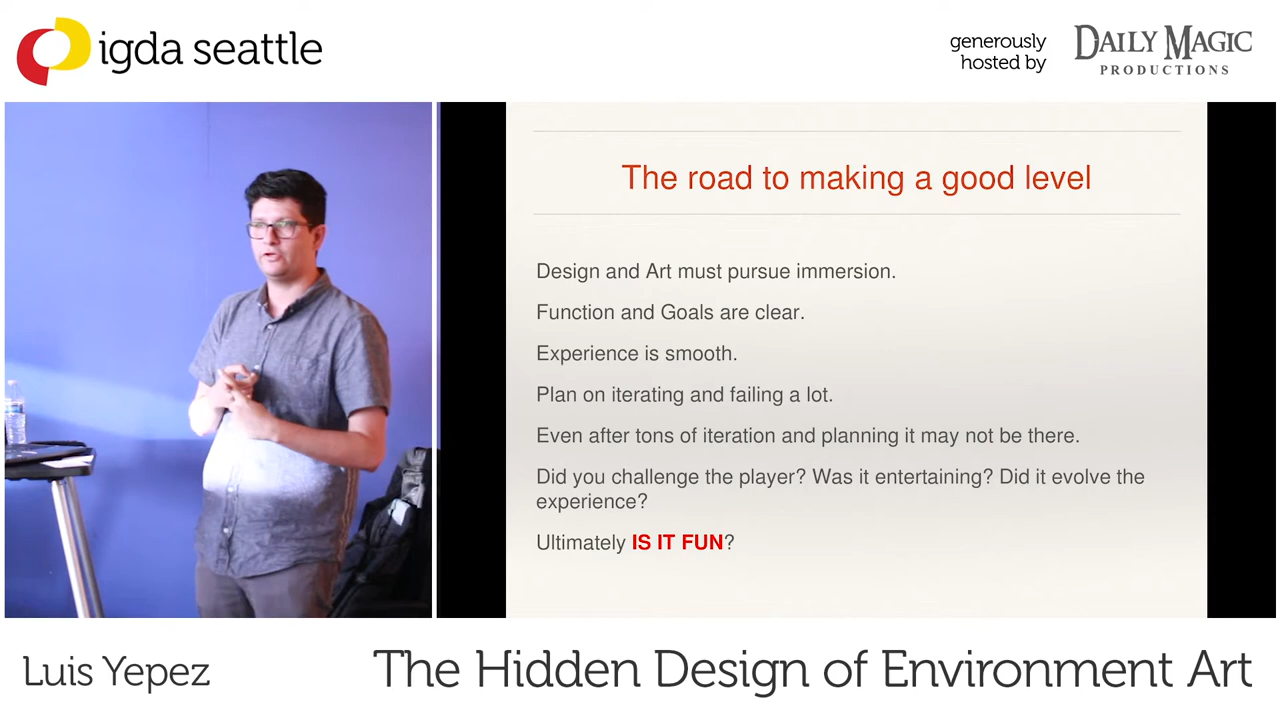 igda seattle
generously
hosted by
DAILY MAGIC
PRODUCTIONS
The road to making a good level
Design and Art must pursue immersion.
Function and Goals are clear.
Experience is smooth.
Plan on iterating and failing a lot.
Even after tons of iteration and planning it may not be there.
Did you challenge the player? Was it entertaining? Did it evolve the
experience?
Ultimately IS IT FUN?
Luis Yepez
The Hidden Design of Environment Art